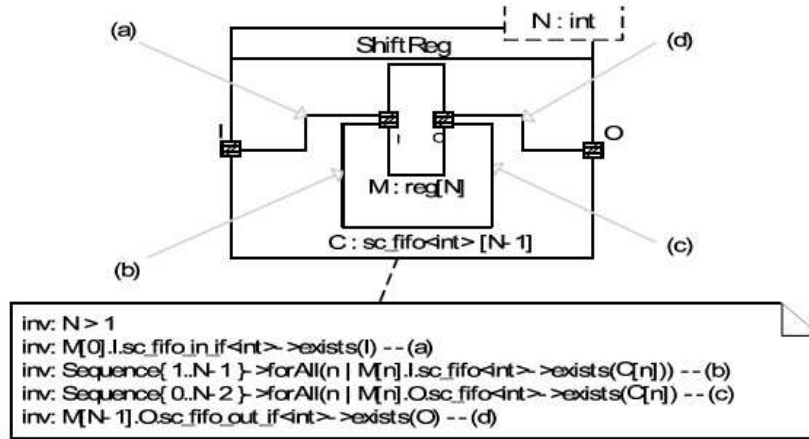 N : int
(a)
(d)
ShiftReg
I
O
I
O
M : reg[N]
C : sc_fifo<int> [N-1]
(b)
(c)
inv: N > 1
inv: M[0].I.sc_fifo_in_if<int>->exists(I) --(a)
inv: Sequence{ 1..N-1 }->forAll(n | M[n].I.sc_fifo<int>->exists(C[n])) --(b)
inv: Sequence{ 0..N-2 }->forAll(n | M[n].O.sc_fifo<int>->exists(C[n]) --(c)
inv: M[N-1].O.sc_fifo_out_if<int>->exists(O) --(d)